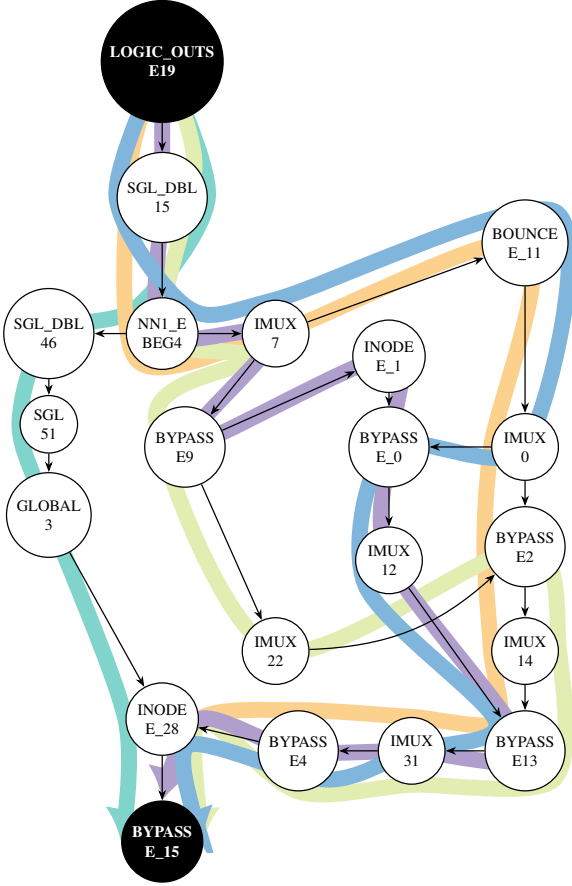 LOGIC_OUTS
E19
SGL_DBL
15
BOUNCE
E_11
SGL_DBL
46
NN1_E
BEG4
IMUX
7
INODE
E_1
SGL
51
BYPASS
E9
BYPASS
E_0
IMUX
0
GLOBAL
3
IMUX
12
BYPASS
E2
IMUX
22
IMUX
14
INODE
E_28
BYPASS
E4
IMUX
31
BYPASS
E13
BYPASS
E_15